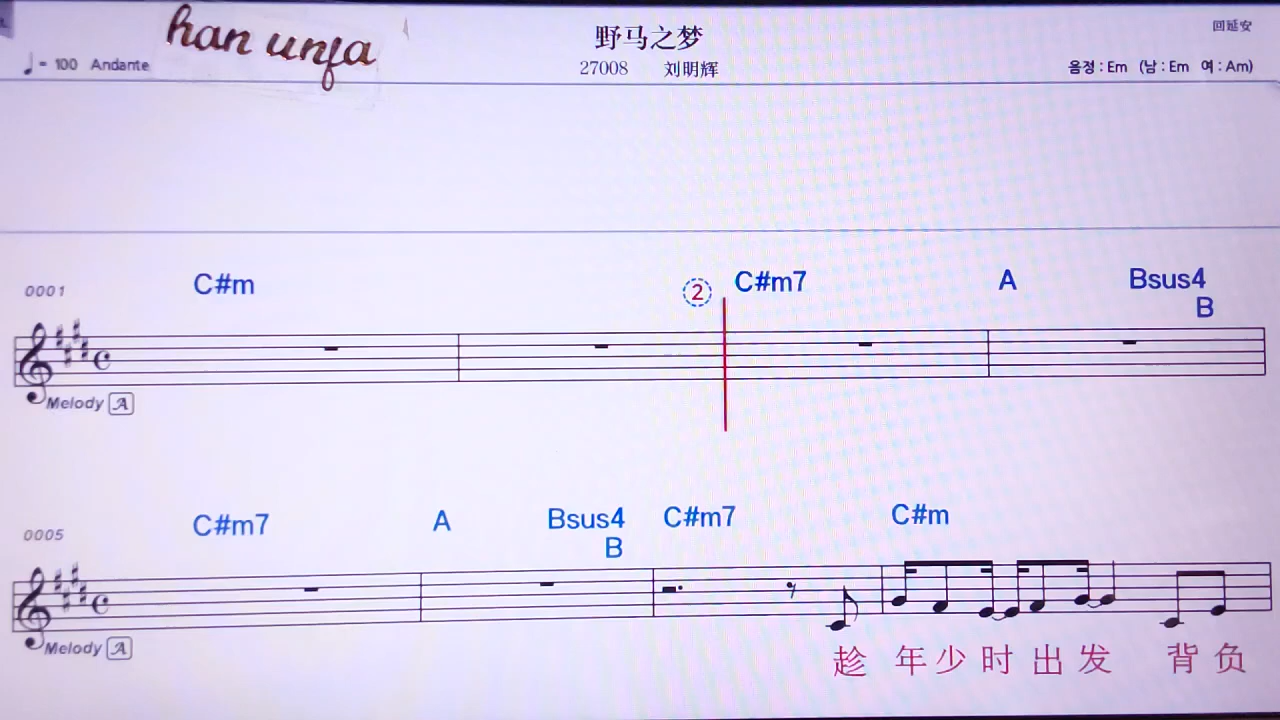 han unfa
野马之梦
回延安
♩= 100 Andante
27008 刘明辉
음정 : Em (남 : Em 여 : Am)
0001
C#m
② C#m7 A Bsus4
B
Melody A
0005
C#m7 A Bsus4 C#m7 C#m
B
Melody A
趁 年 少 时 出 发 背 负